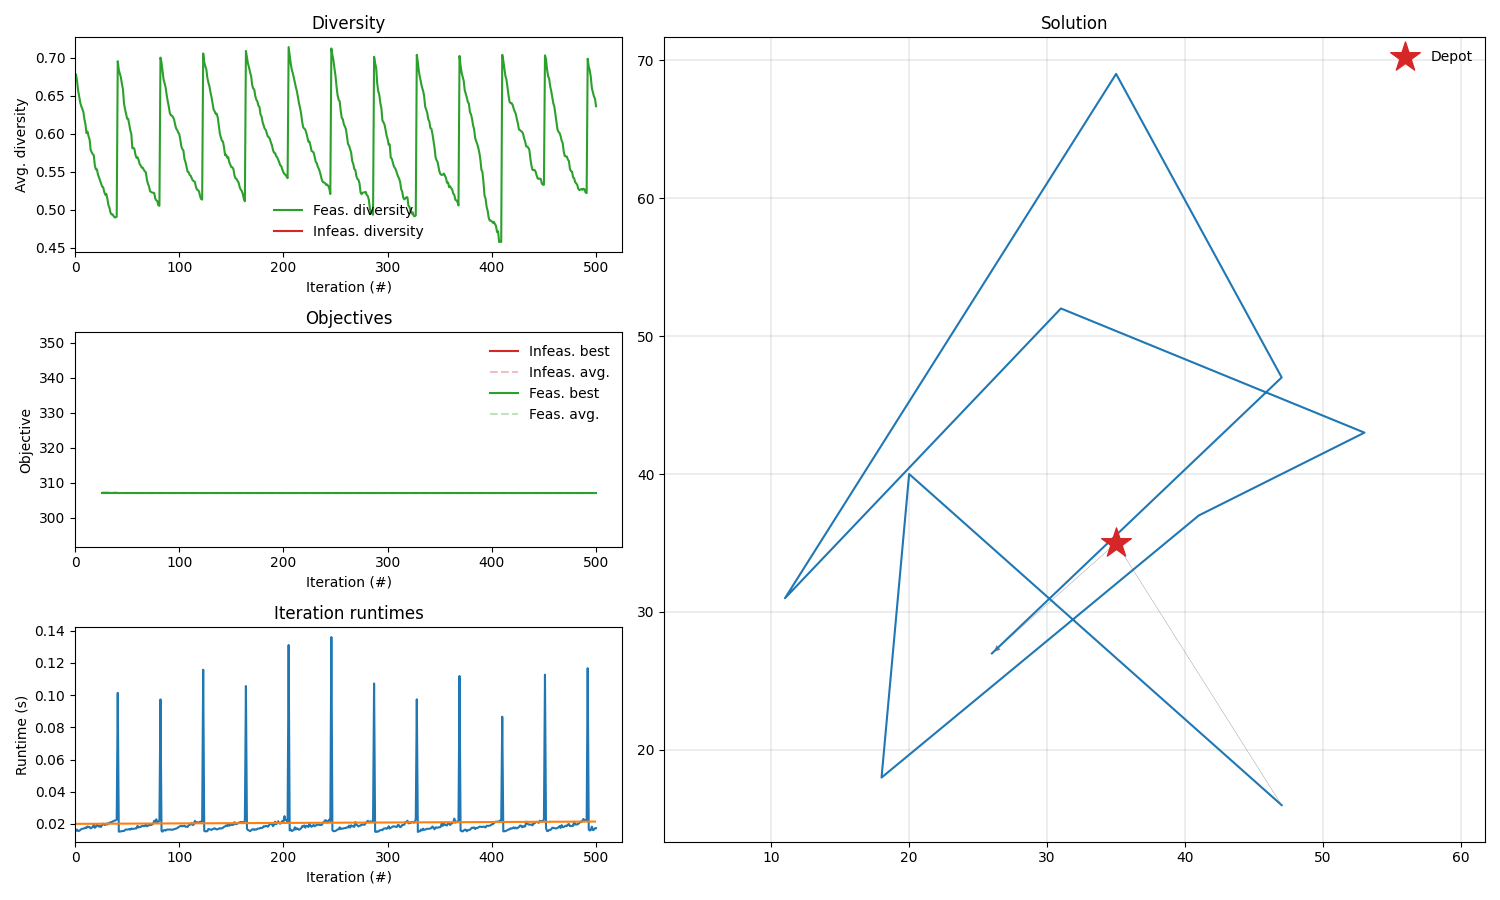 Diversity
Avg. diversity
0.70
0.65
0.60
0.55
0.50
0.45
Feas. diversity
Infeas. diversity
0 100 200 300 400 500
Iteration (#)
Objectives
Objective
350
340
330
320
310
300
Infeas. best
Infeas. avg.
Feas. best
Feas. avg.
0 100 200 300 400 500
Iteration (#)
Iteration runtimes
Runtime (s)
0.14
0.12
0.10
0.08
0.06
0.04
0.02
0 100 200 300 400 500
Iteration (#)
Solution
Depot
70
60
50
40
30
20
10 20 30 40 50 60